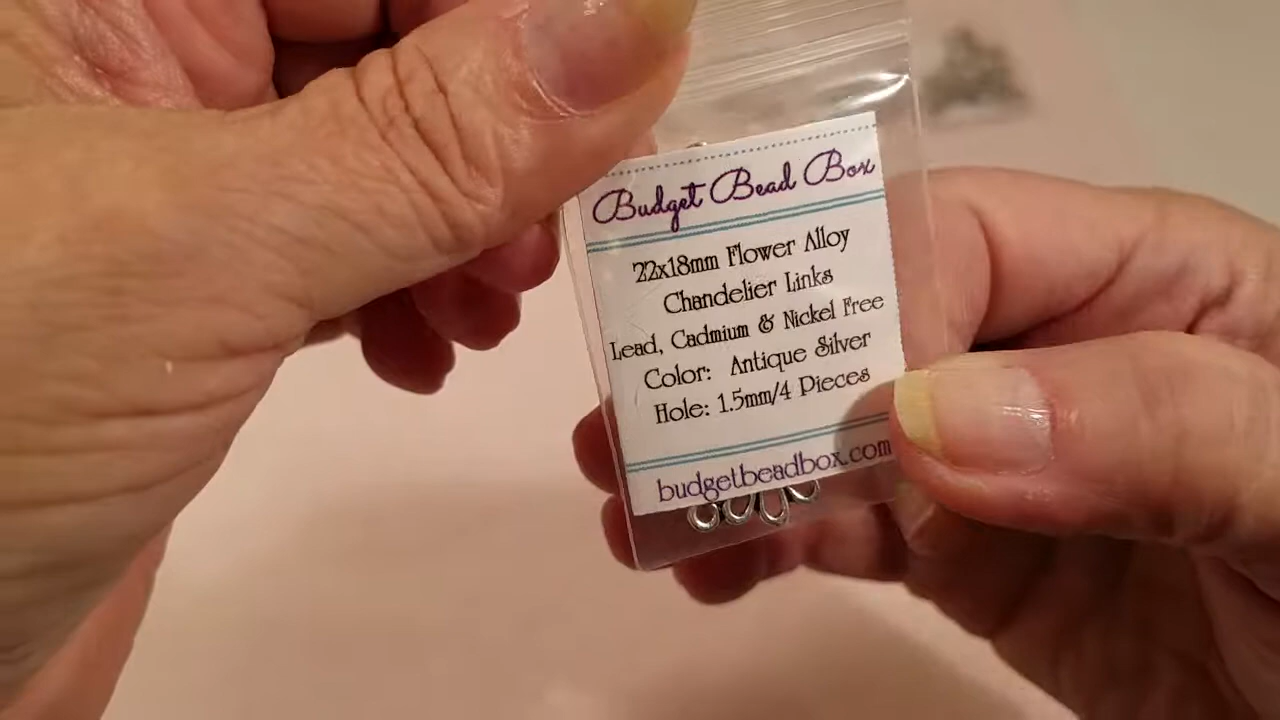 Budget Bead Box
22x18mm Flower Alloy
Chandelier Links
Lead, Cadmium & Nickel Free
Color: Antique Silver
Hole: 1.5mm/4 Pieces
budgetbeadbox.com